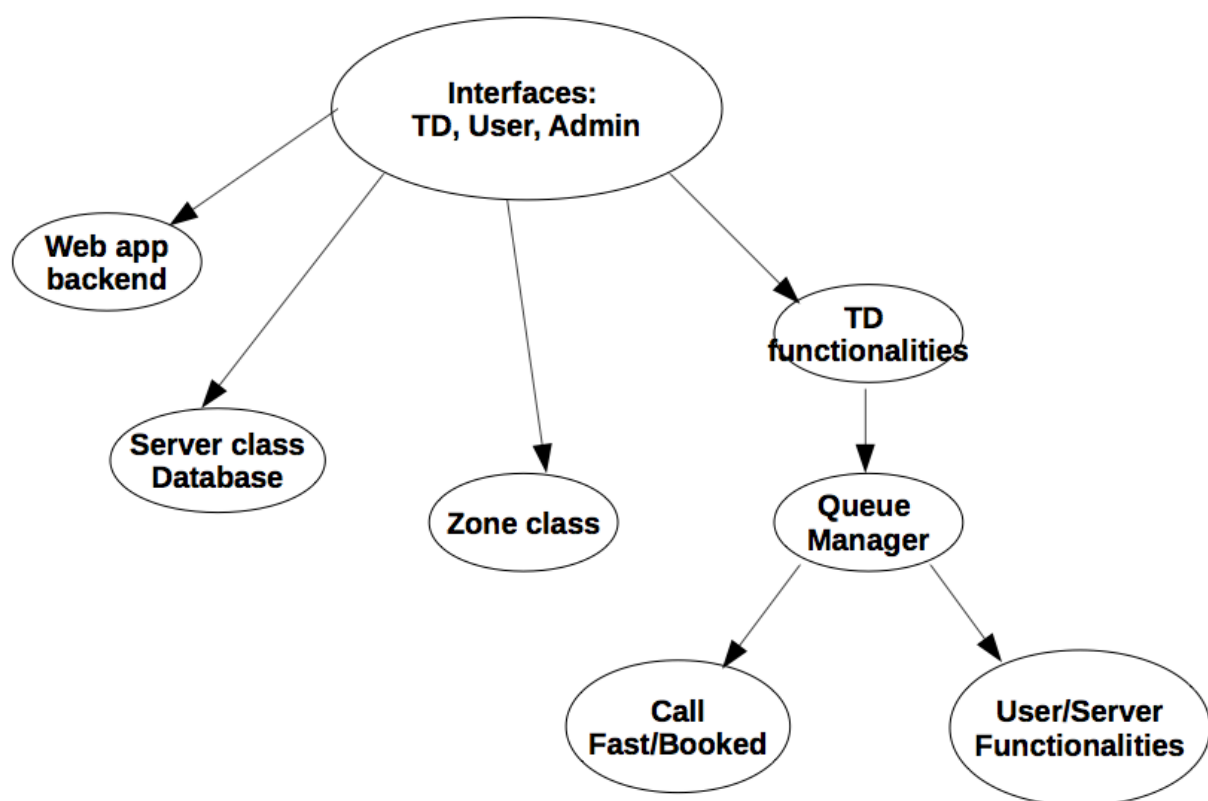 Interfaces:
TD, User, Admin
Web app
backend
TD
functionalities
Server class
Database
Zone class
Queue
Manager
Call
Fast/Booked
User/Server
Functionalities